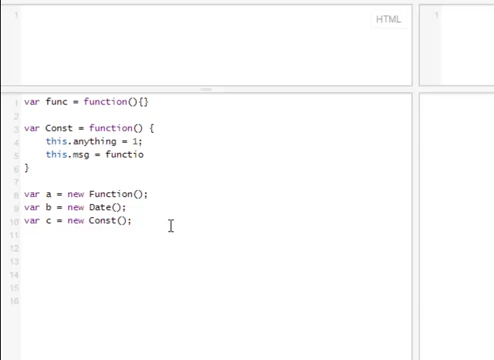 1
HTML
1
1 var func = function(){}
2
3 var Const = function() {
4 this.anything = 1;
5 this.msg = functio
6 }
7
8 var a = new Function();
9 var b = new Date();
10 var c = new Const();
11
12
13
14
15
16